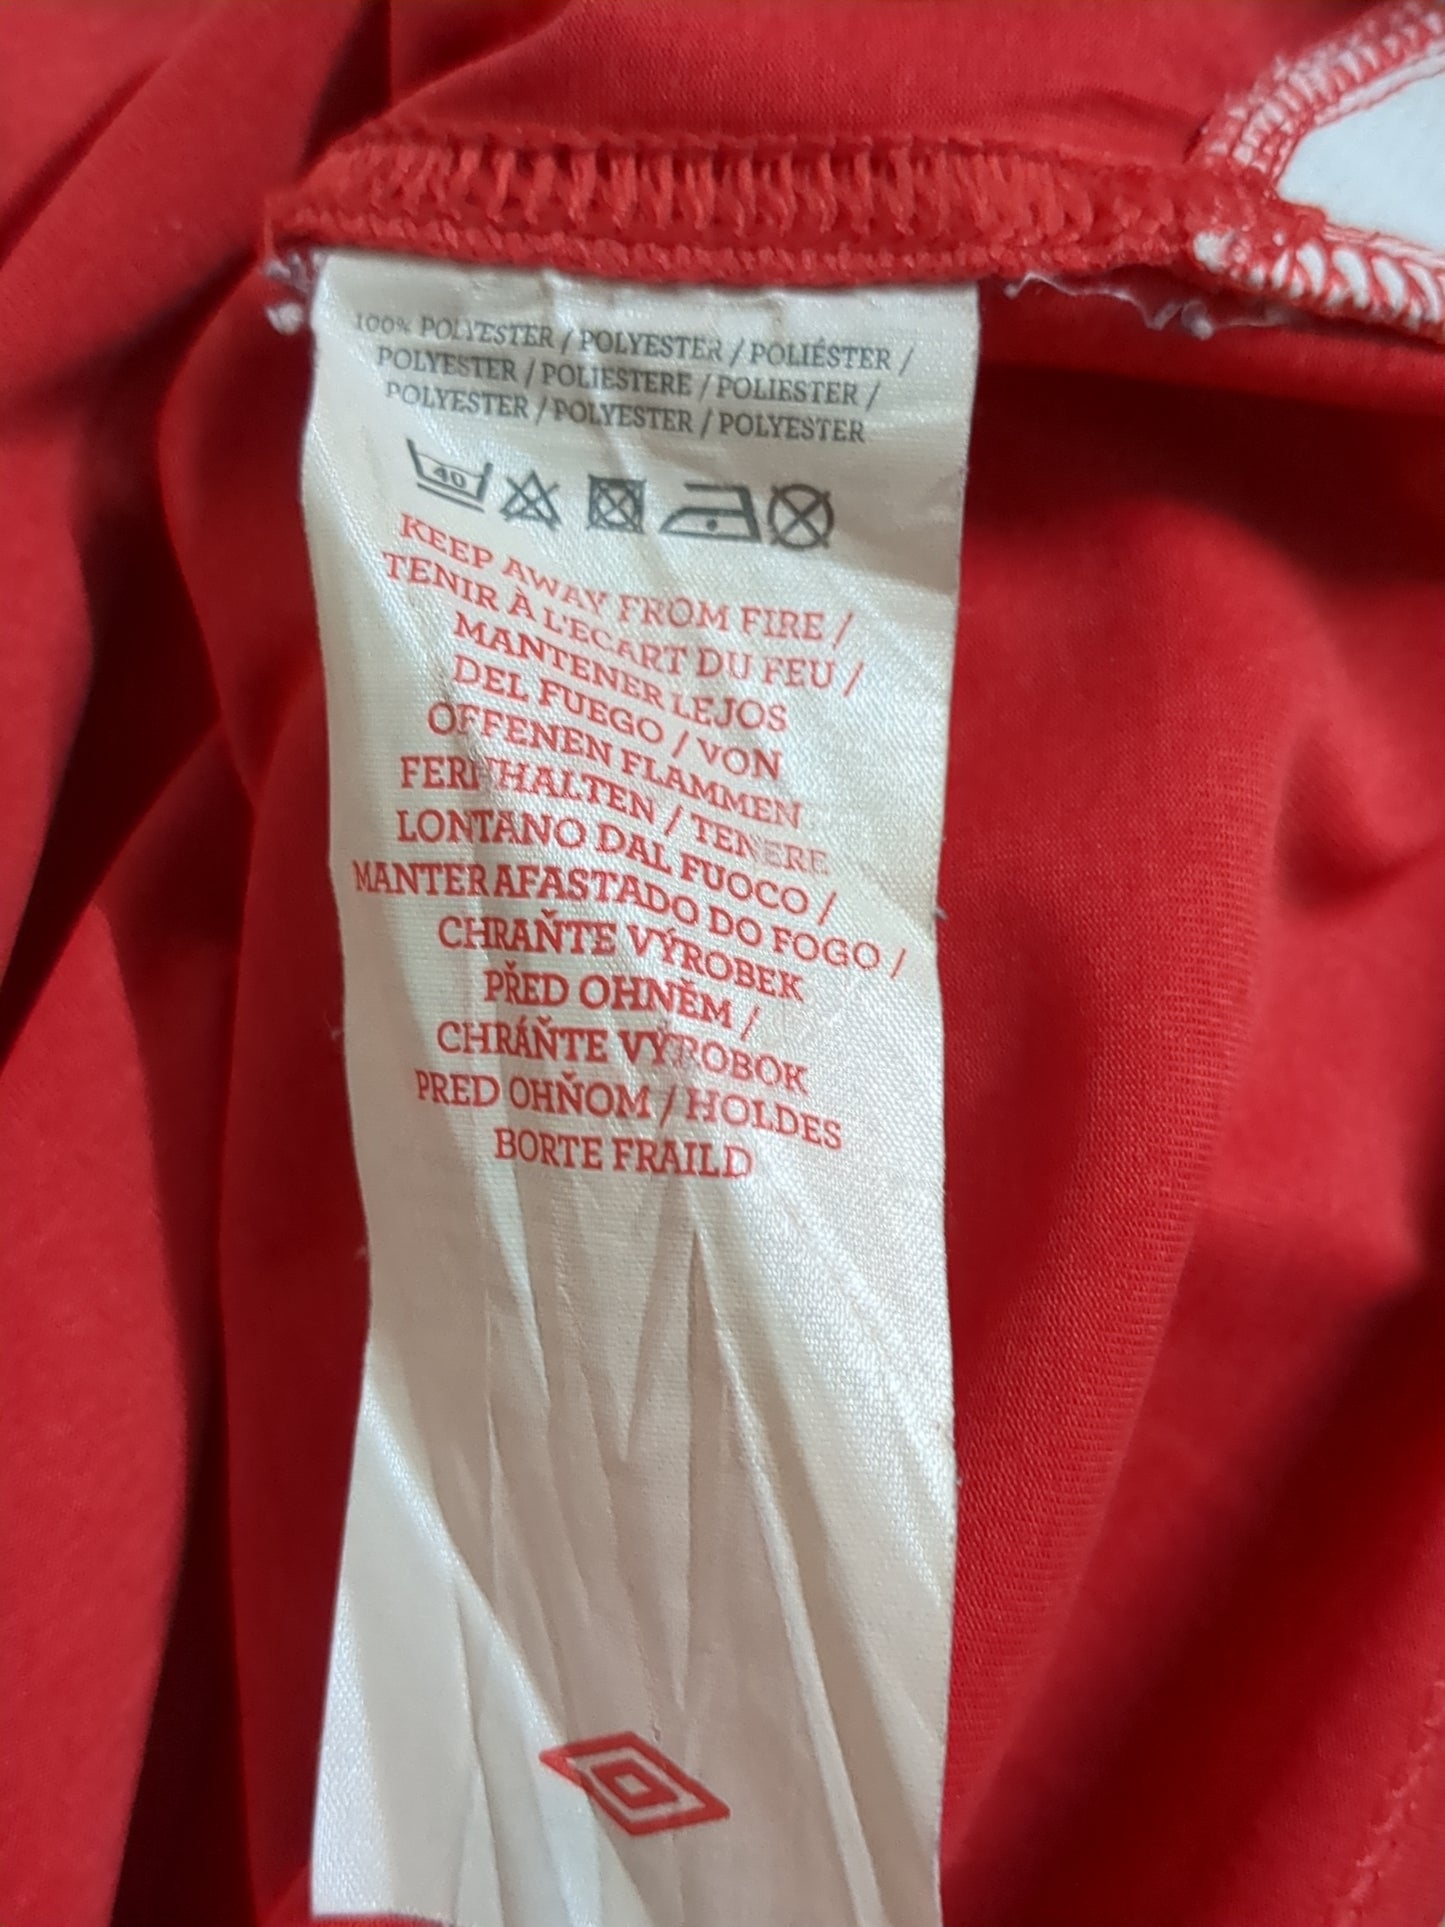 100% POLYESTER / POLYESTER / POLIÉSTER /
POLYESTER / POLIESTERE / POLIESTER /
POLYESTER / POLYESTER / POLYESTER
40
KEEP AWAY FROM FIRE /
TENIR À L'ECART DU FEU /
MANTENER LEJOS
DEL FUEGO / VON
OFFENEN FLAMMEN
FERNHALTEN / TENERE
LONTANO DAL FUOCO /
MANTER AFASTADO DO FOGO /
CHRAŇTE VÝROBEK
PŘED OHNĚM /
CHRÁŇTE VÝROBOK
PRED OHŇOM / HOLDES
BORTE FRAILD